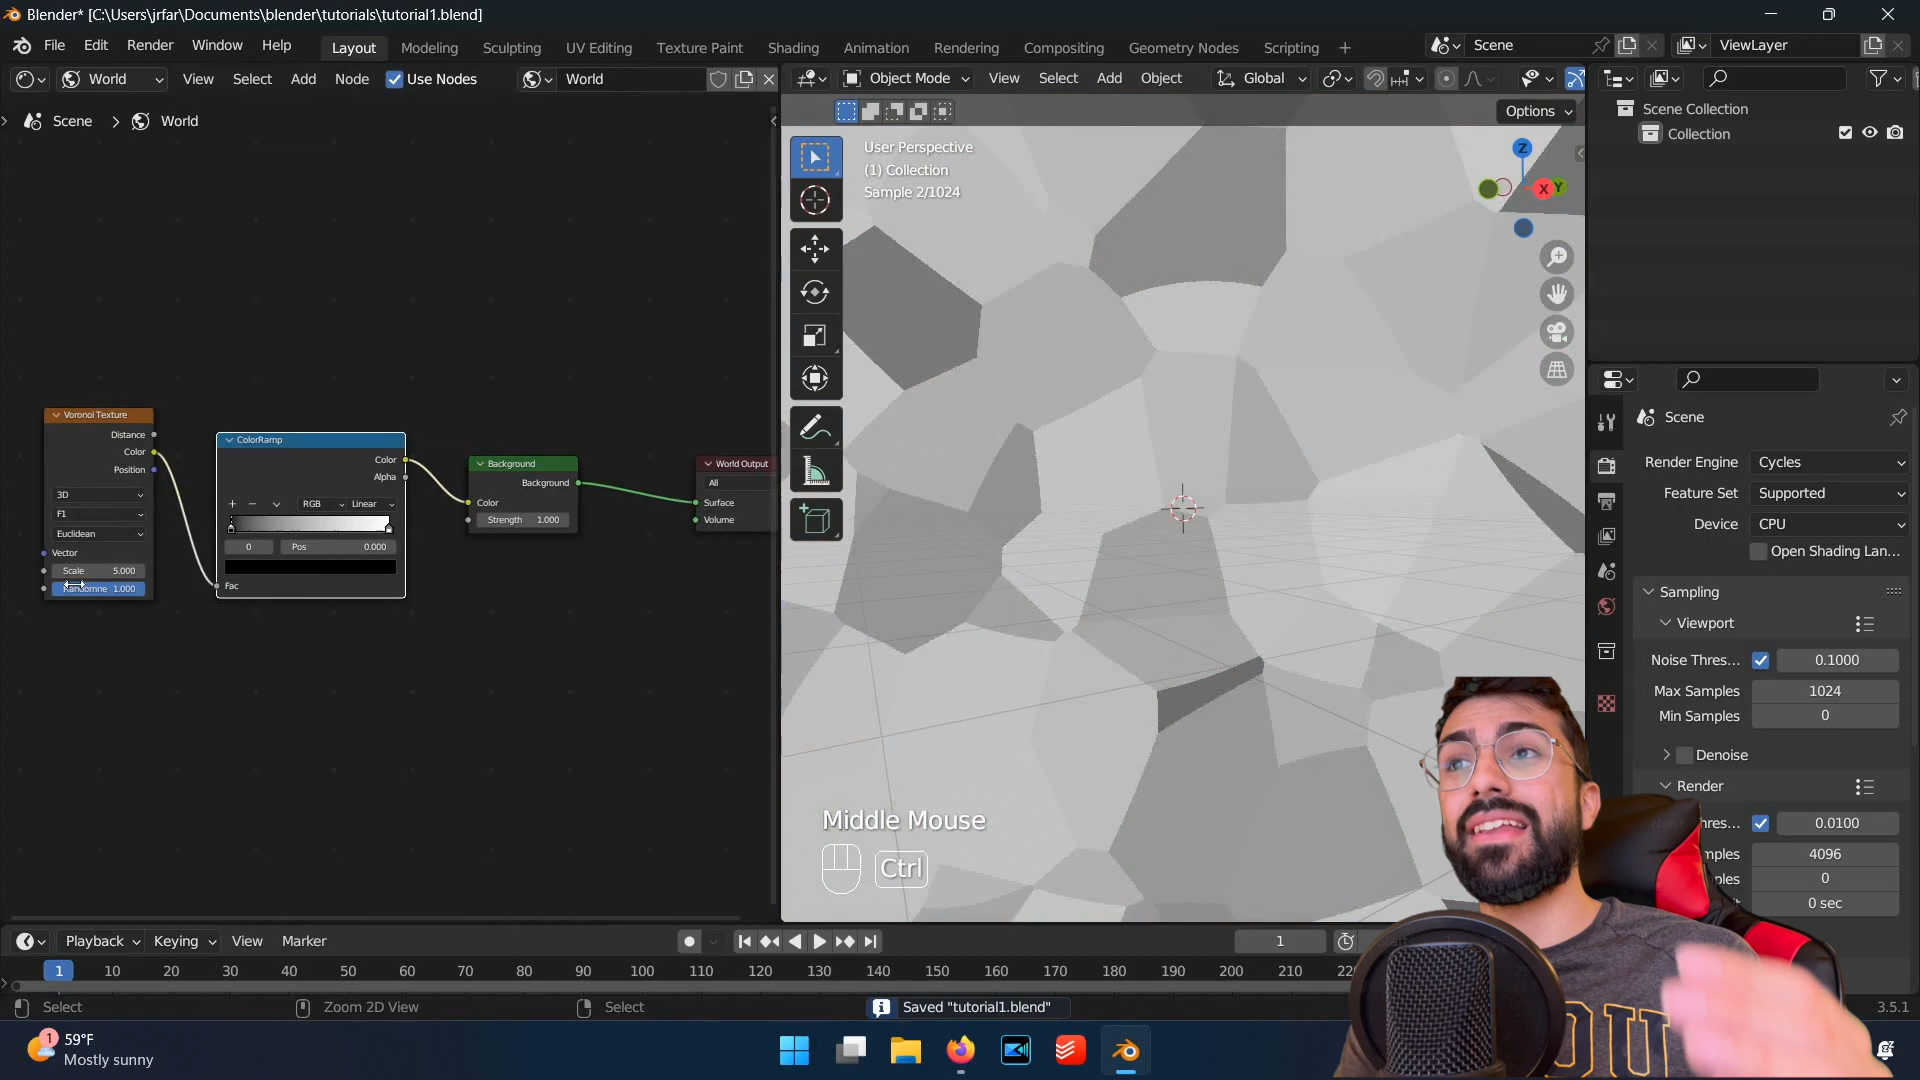 Blender* [C:\Users\jrfar\Documents\blender\tutorials\tutorial1.blend]
File Edit Render Window Help
Layout Modeling Sculpting UV Editing Texture Paint Shading Animation Rendering Compositing Geometry Nodes Scripting +
Scene
ViewLayer
World View Select Add Node Use Nodes World
Object Mode View Select Add Object Global
Options
Scene > World
User Perspective
(1) Collection
Sample 2/1024
Z
X
Y
Scene Collection
Collection
Voronoi Texture
Distance
Color
Position
3D
F1
Euclidean
Vector
Scale 5.000
Randomne 1.000
ColorRamp
Color
Alpha
RGB Linear
0 Pos 0.000
Fac
Background
Background
Color
Strength 1.000
World Output
All
Surface
Volume
Scene
Render Engine Cycles
Feature Set Supported
Device CPU
Open Shading Lan...
Sampling
Viewport
Noise Thres... 0.1000
Max Samples 1024
Min Samples 0
Denoise
Render
hres... 0.0100
mples 4096
ples 0
0 sec
Middle Mouse
Ctrl
Playback Keying View Marker
1
1 10 20 30 40 50 60 70 80 90 100 110 120 130 140 150 160 170 180 190 200 210 22
Select Zoom 2D View Select
Saved "tutorial1.blend"
3.5.1
1
59°F
Mostly sunny